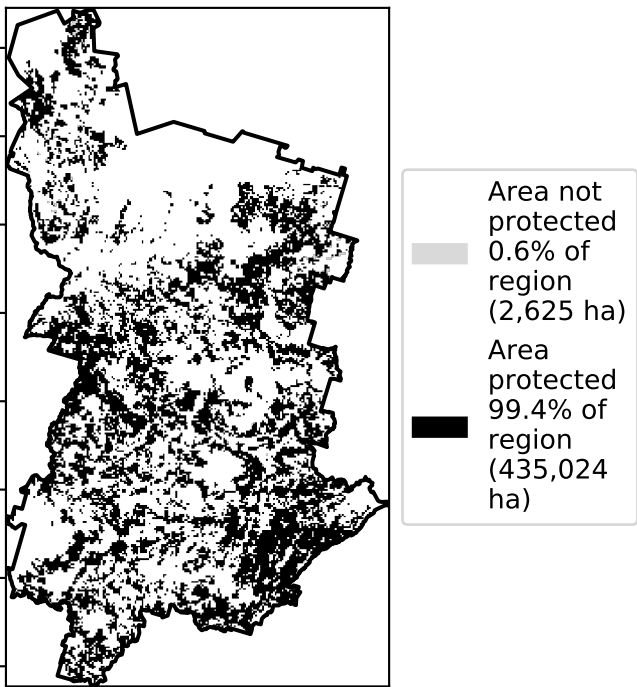 Area not
protected
0.6% of
region
(2,625 ha)
Area
protected
99.4% of
region
(435,024
ha)